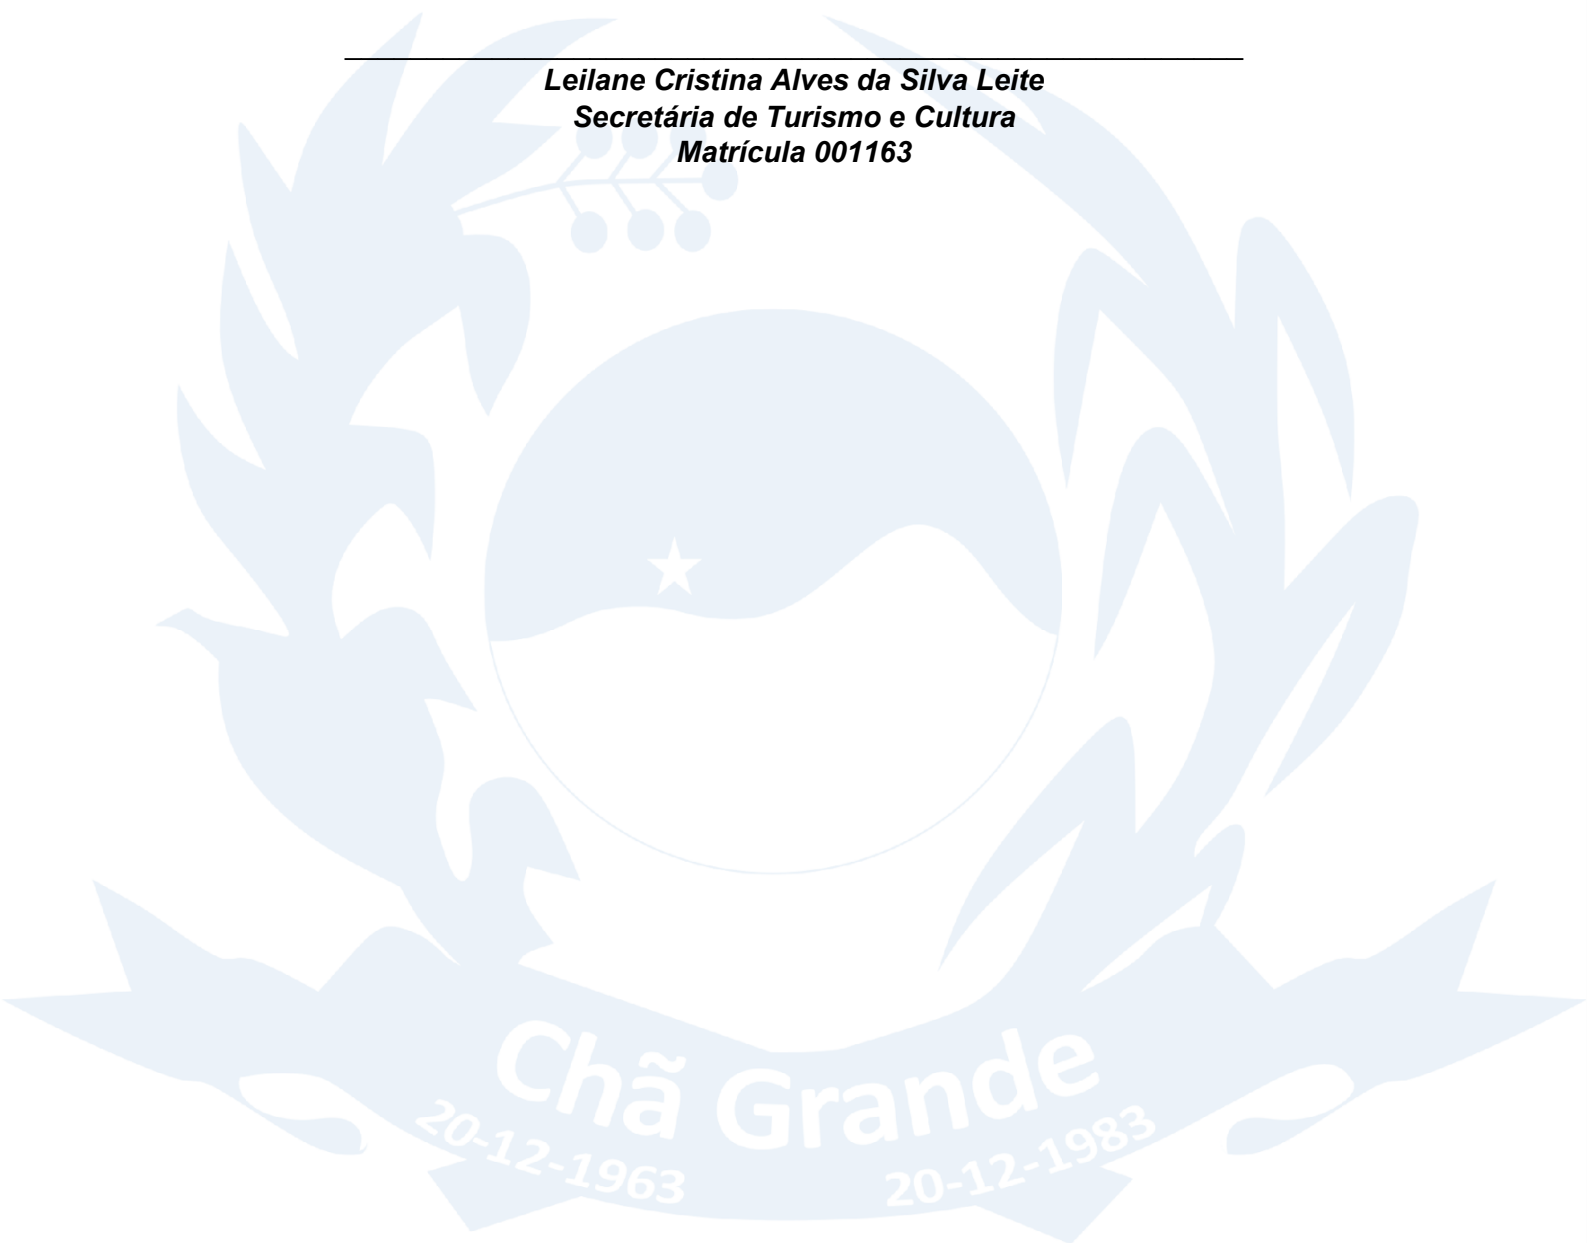 Leilane Cristina Alves da Silva Leite
Secretária de Turismo e Cultura
Matrícula 001163
Chã Grande
20-12-1963 20-12-1983